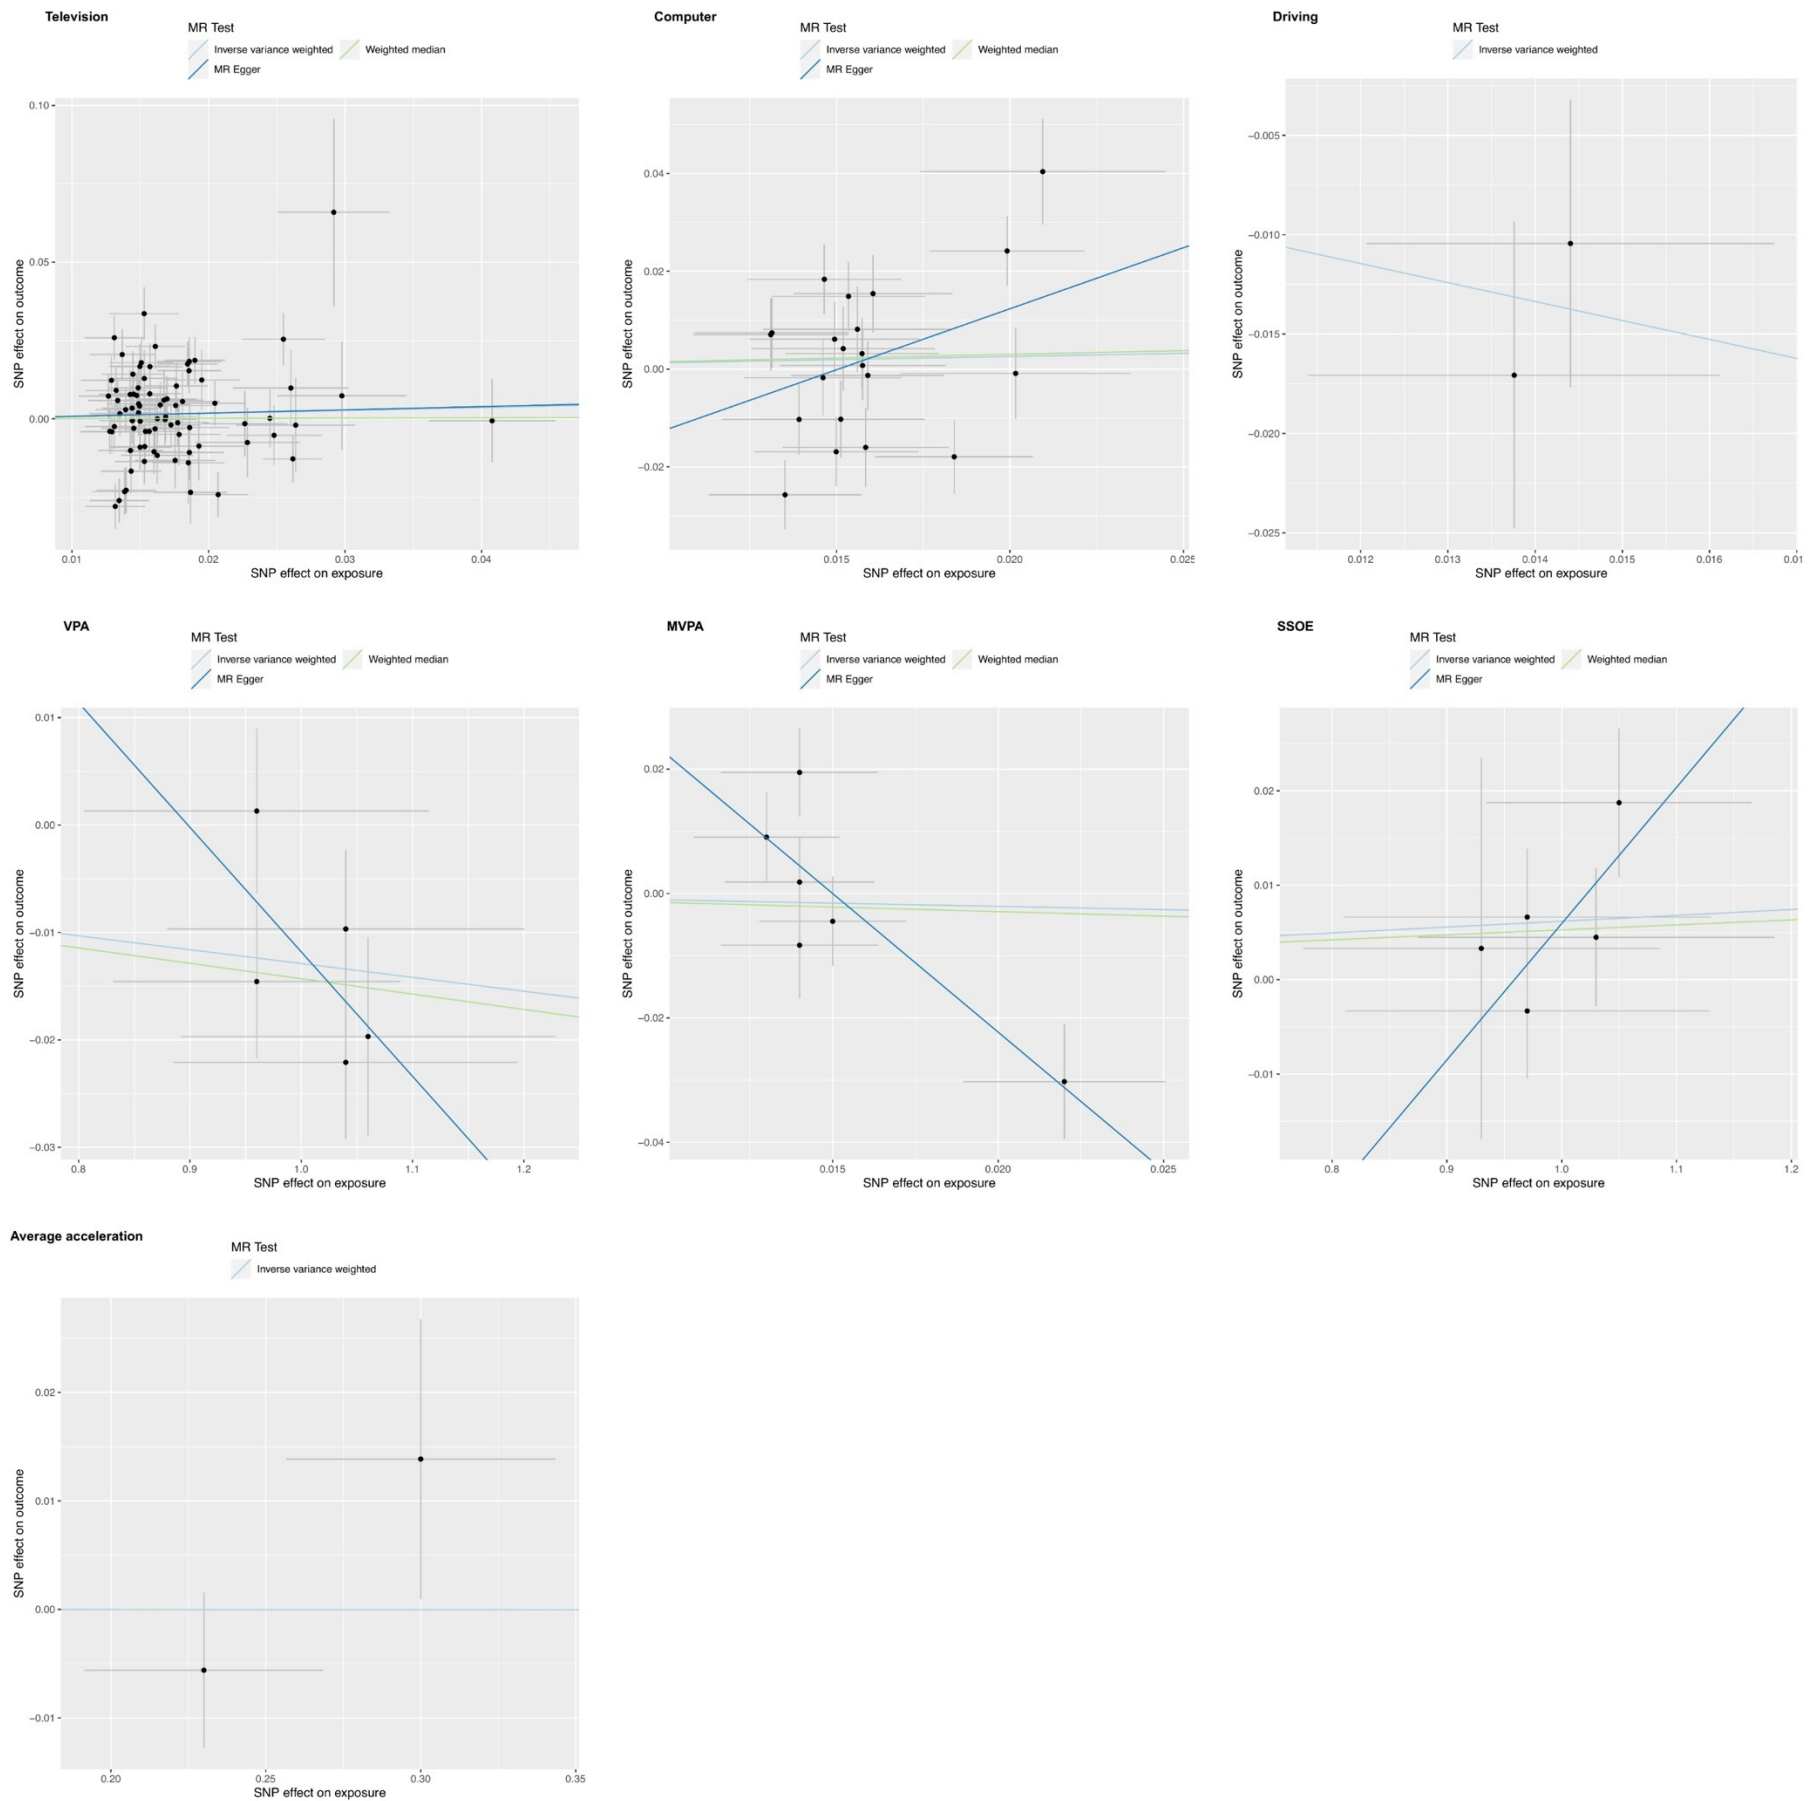 Television
MR Test
Inverse variance weighted
Weighted median
MR Egger
0.10
0.05
0.00
SNP effect on outcome
0.01
0.02
0.03
0.04
SNP effect on exposure
Computer
MR Test
Inverse variance weighted
Weighted median
MR Egger
0.04
0.02
0.00
−0.02
SNP effect on outcome
0.015
0.020
0.025
SNP effect on exposure
Driving
MR Test
Inverse variance weighted
−0.005
−0.010
−0.015
−0.020
−0.025
SNP effect on outcome
0.012
0.013
0.014
0.015
0.016
0.01
SNP effect on exposure
VPA
MR Test
Inverse variance weighted
Weighted median
MR Egger
0.01
0.00
−0.01
−0.02
−0.03
SNP effect on outcome
0.8
0.9
1.0
1.1
1.2
SNP effect on exposure
MVPA
MR Test
Inverse variance weighted
Weighted median
MR Egger
0.02
0.00
−0.02
−0.04
SNP effect on outcome
0.015
0.020
0.025
SNP effect on exposure
SSOE
MR Test
Inverse variance weighted
Weighted median
MR Egger
0.02
0.01
0.00
−0.01
SNP effect on outcome
0.8
0.9
1.0
1.1
1.2
SNP effect on exposure
Average acceleration
MR Test
Inverse variance weighted
0.02
0.01
0.00
−0.01
SNP effect on outcome
0.20
0.25
0.30
0.35
SNP effect on exposure